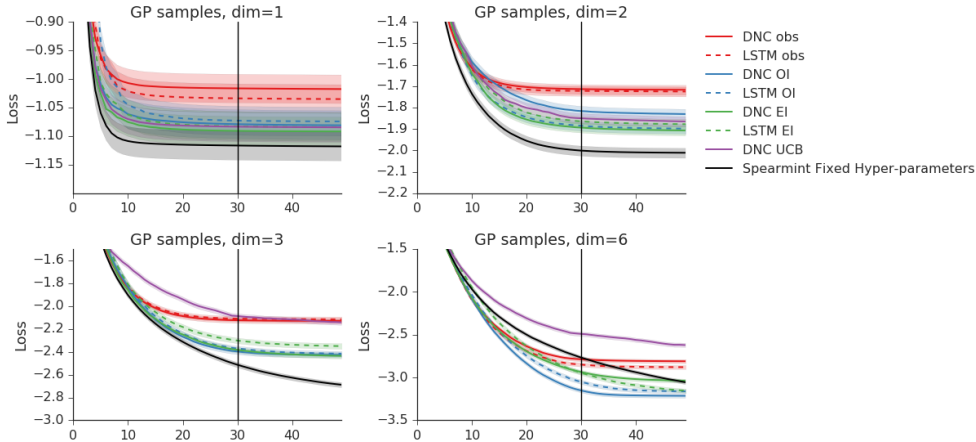 GP samples, dim=1
−0.90
−0.95
−1.00
−1.05
−1.10
−1.15
Loss
0 10 20 30 40
GP samples, dim=2
−1.4
−1.5
−1.6
−1.7
−1.8
−1.9
−2.0
−2.1
−2.2
Loss
0 10 20 30 40
DNC obs
LSTM obs
DNC OI
LSTM OI
DNC EI
LSTM EI
DNC UCB
Spearmint Fixed Hyper-parameters
GP samples, dim=3
−1.6
−1.8
−2.0
−2.2
−2.4
−2.6
−2.8
−3.0
Loss
0 10 20 30 40
GP samples, dim=6
−1.5
−2.0
−2.5
−3.0
−3.5
Loss
0 10 20 30 40